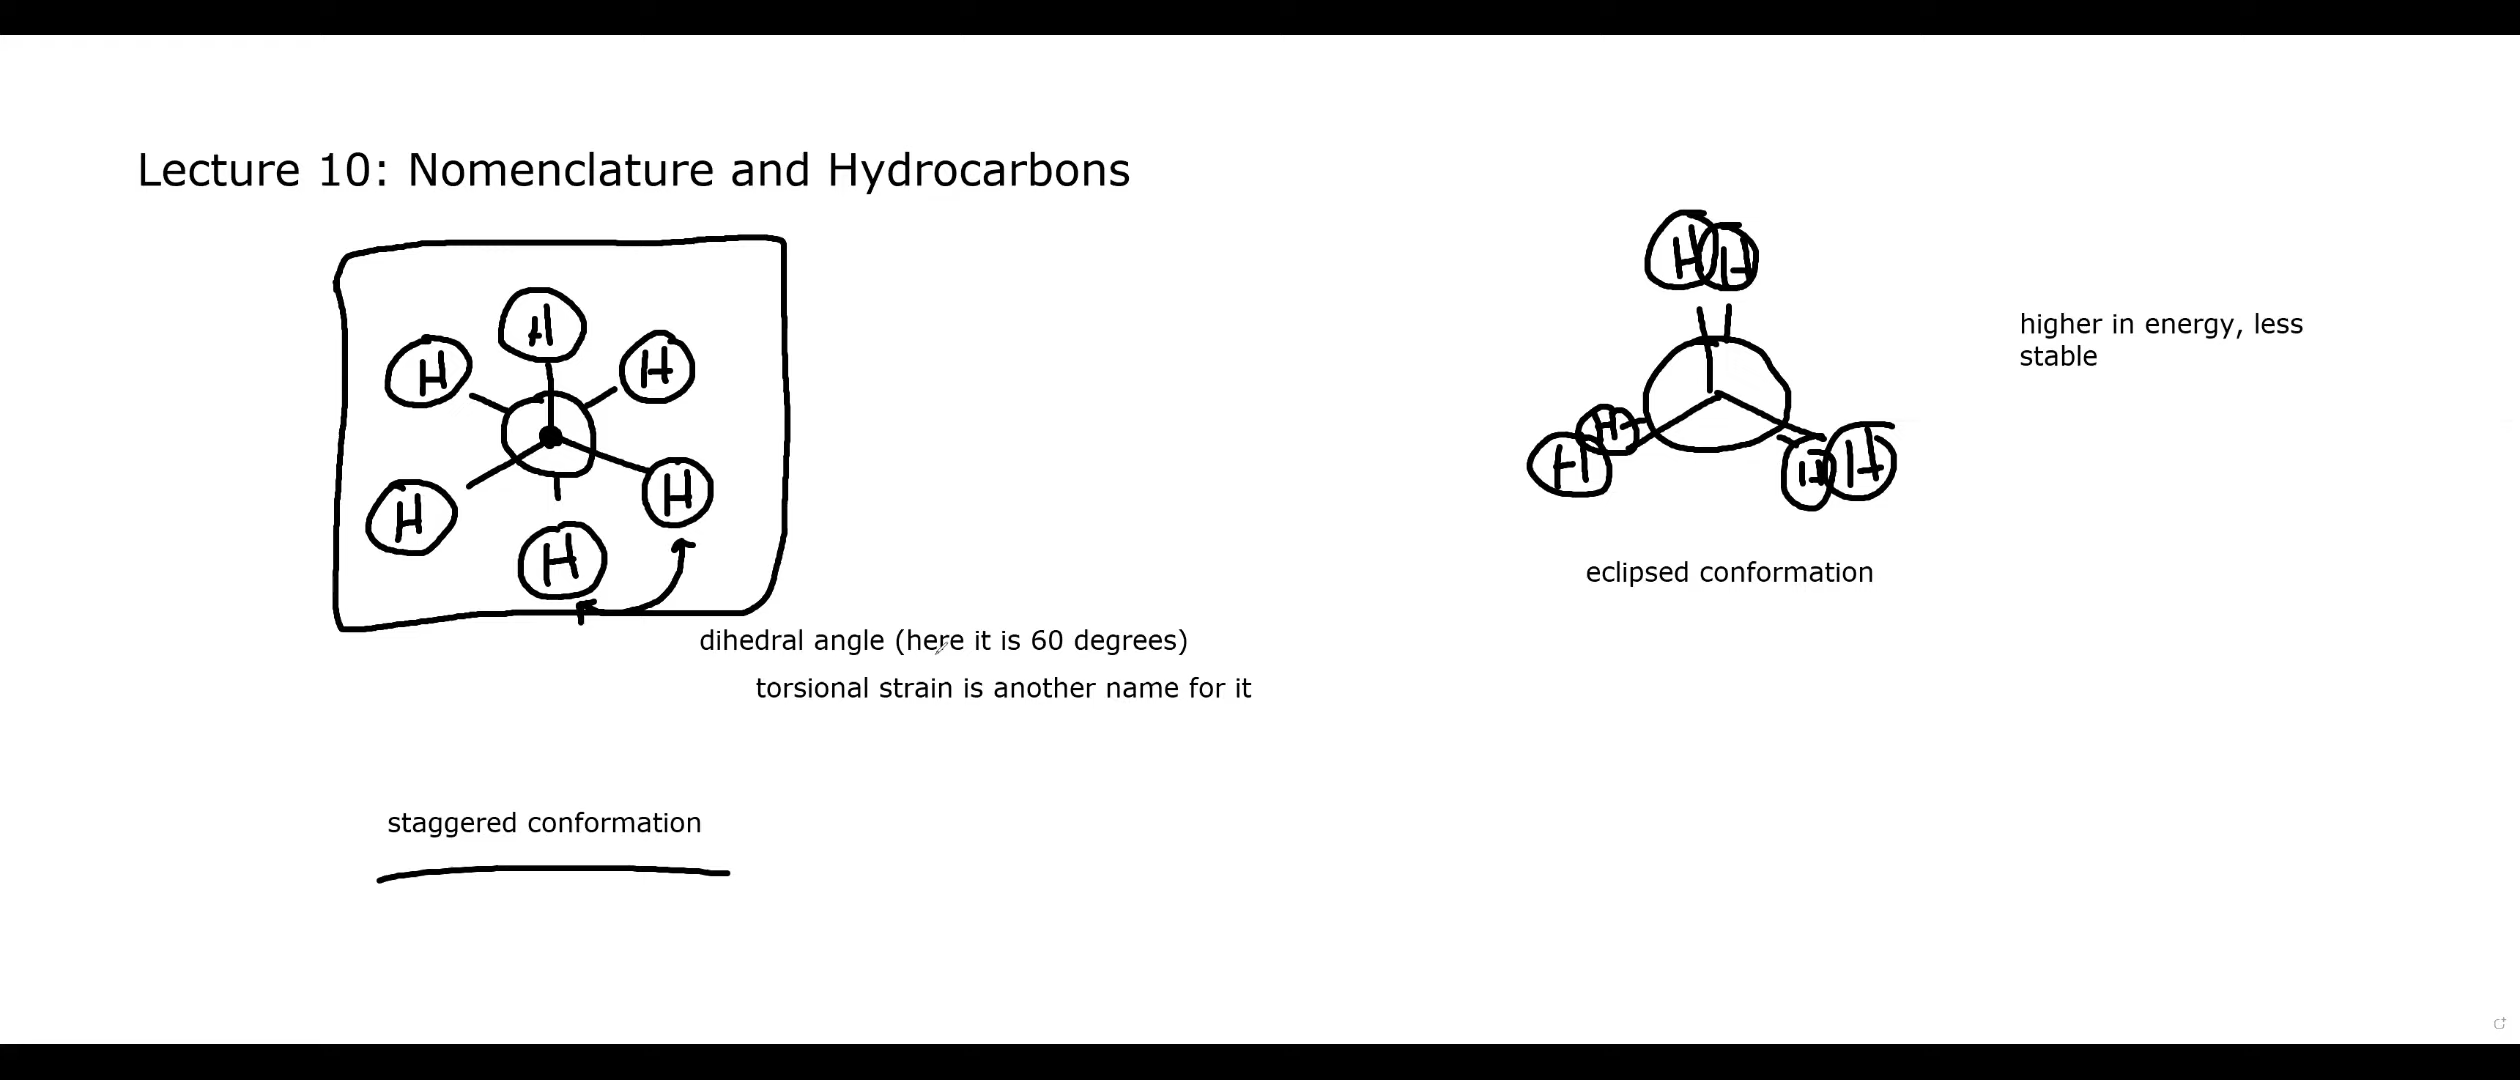 Lecture 10: Nomenclature and Hydrocarbons
H
H
H
H
H
H
dihedral angle (here it is 60 degrees)
torsional strain is another name for it
staggered conformation
H H
H H
H H
eclipsed conformation
higher in energy, less
stable